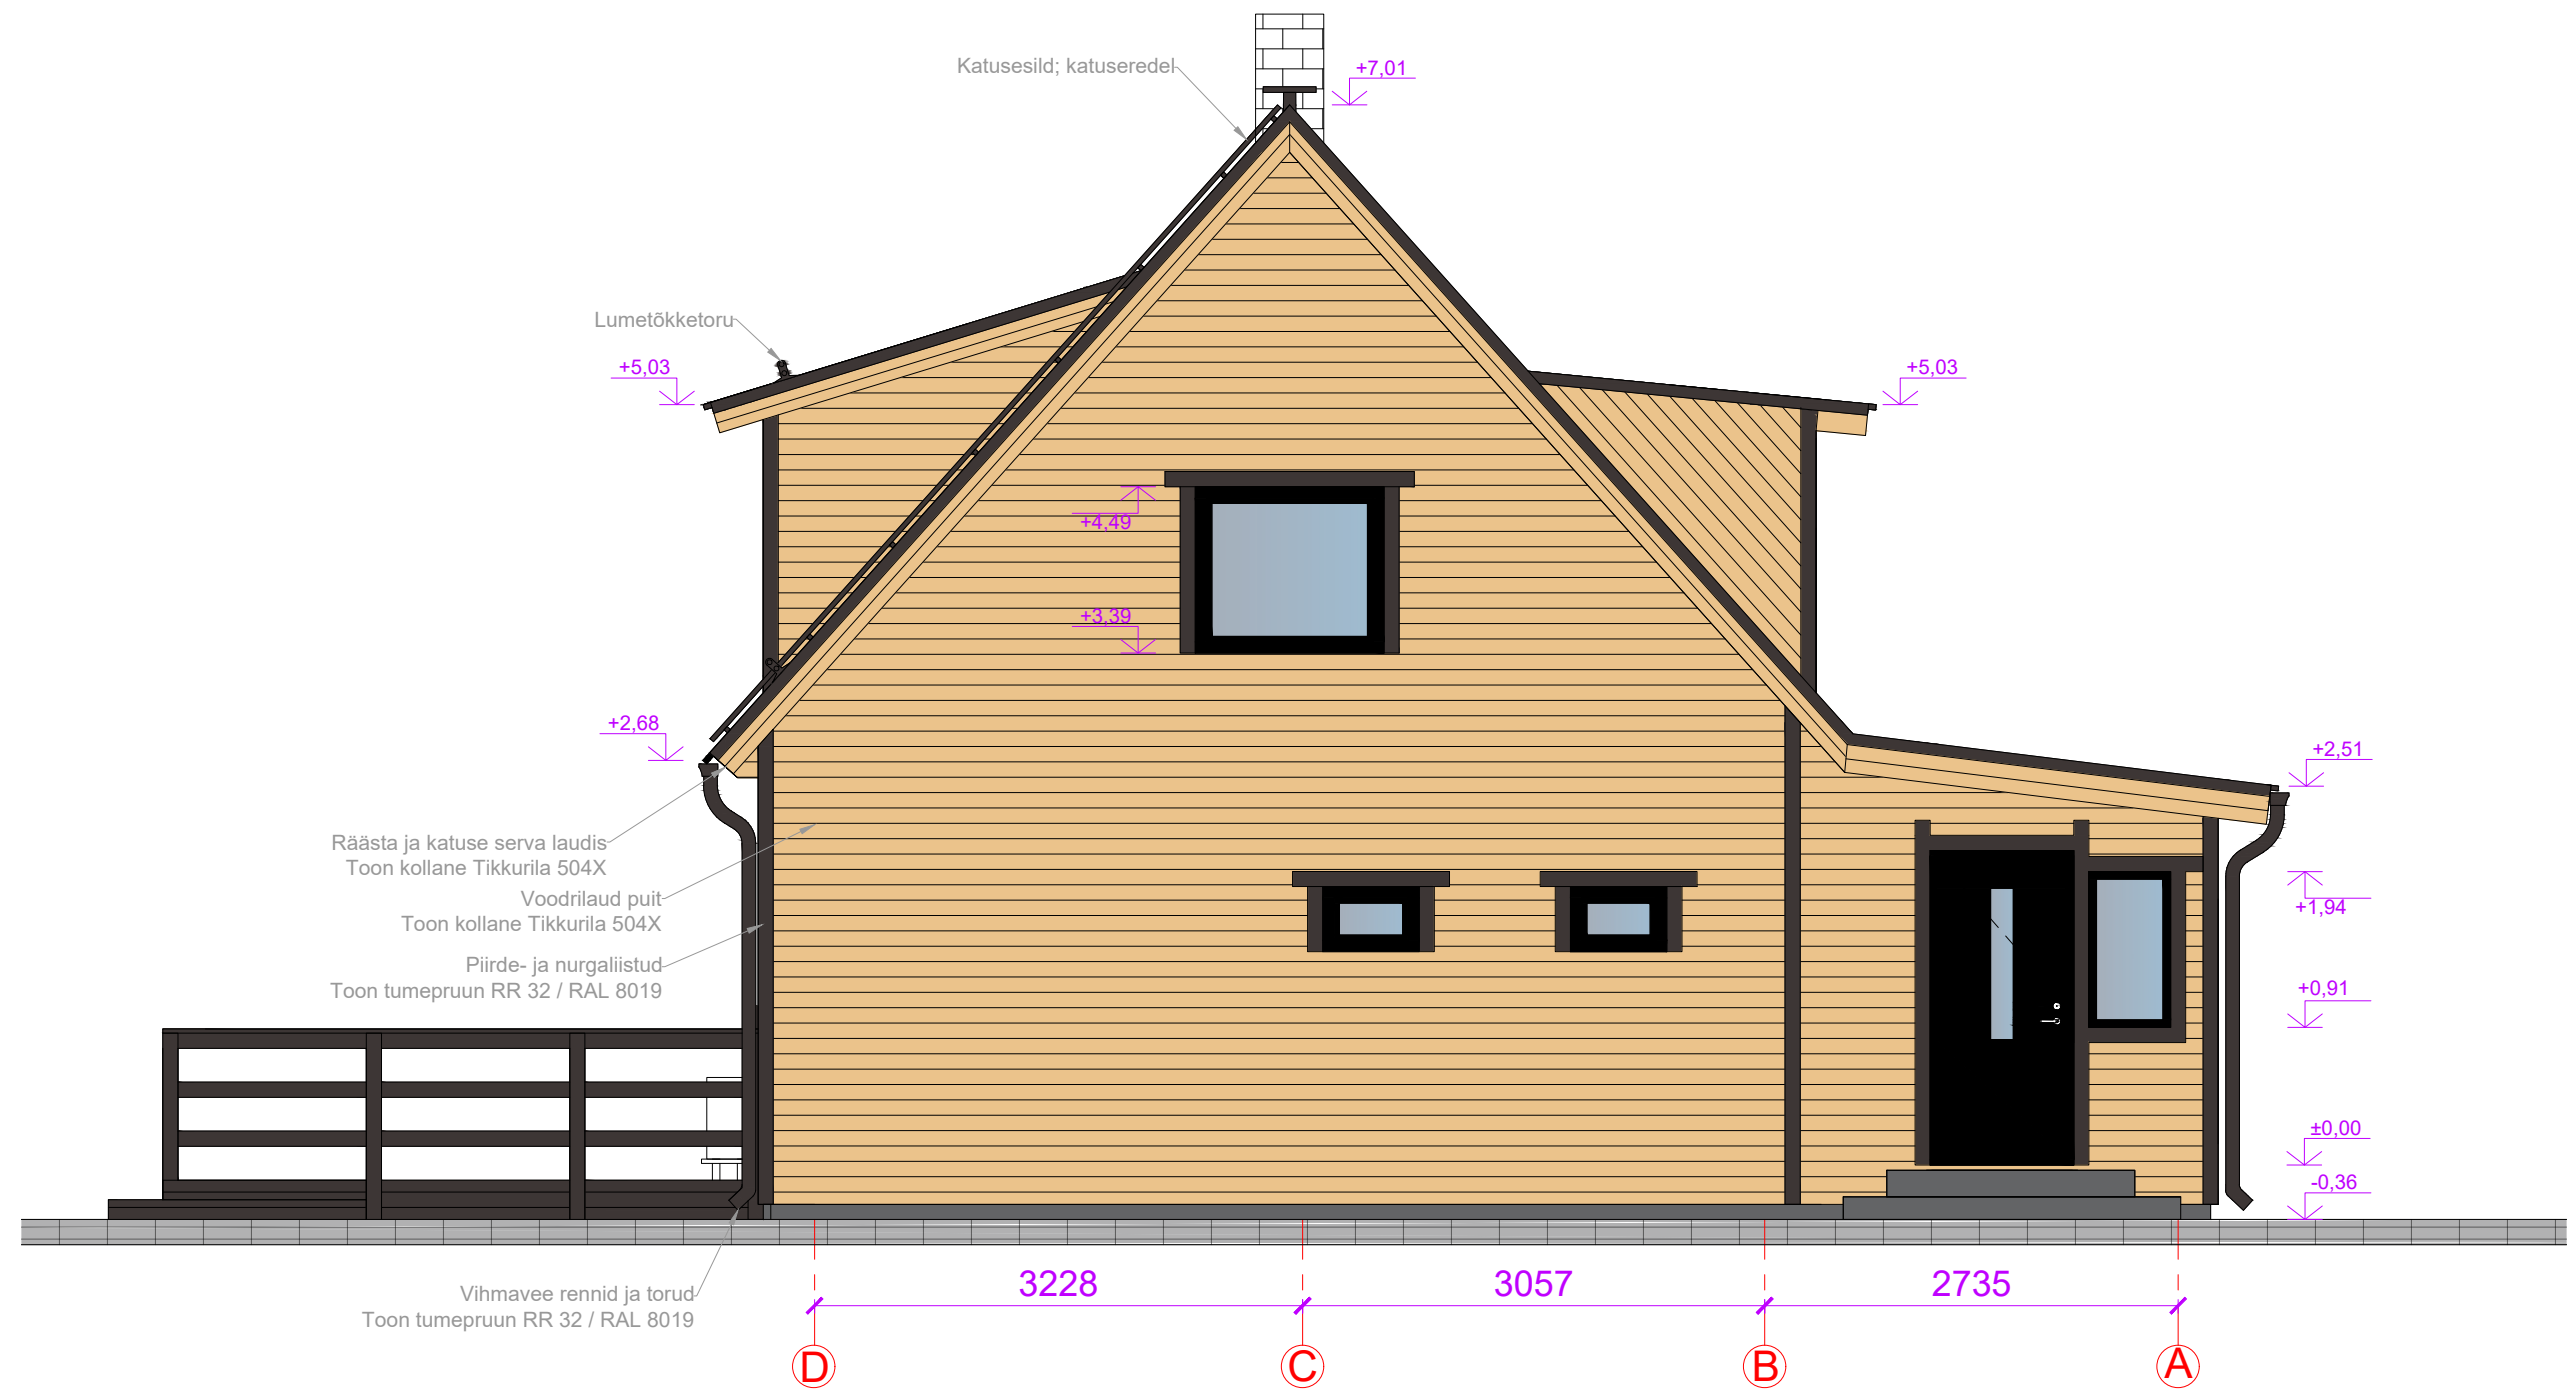 Katusesild; katuseredel
+7,01
Lumetõkketoru
+5,03
+5,03
+4,49
+3,39
+2,68
+2,51
Räästa ja katuse serva laudis
Toon kollane Tikkurila 504X
Voodrilaud puit
Toon kollane Tikkurila 504X
+1,94
Piirde- ja nurgaliistud
Toon tumepruun RR 32 / RAL 8019
+0,91
±0,00
-0,36
Vihmavee rennid ja torud
Toon tumepruun RR 32 / RAL 8019
3228 3057 2735
D C B A